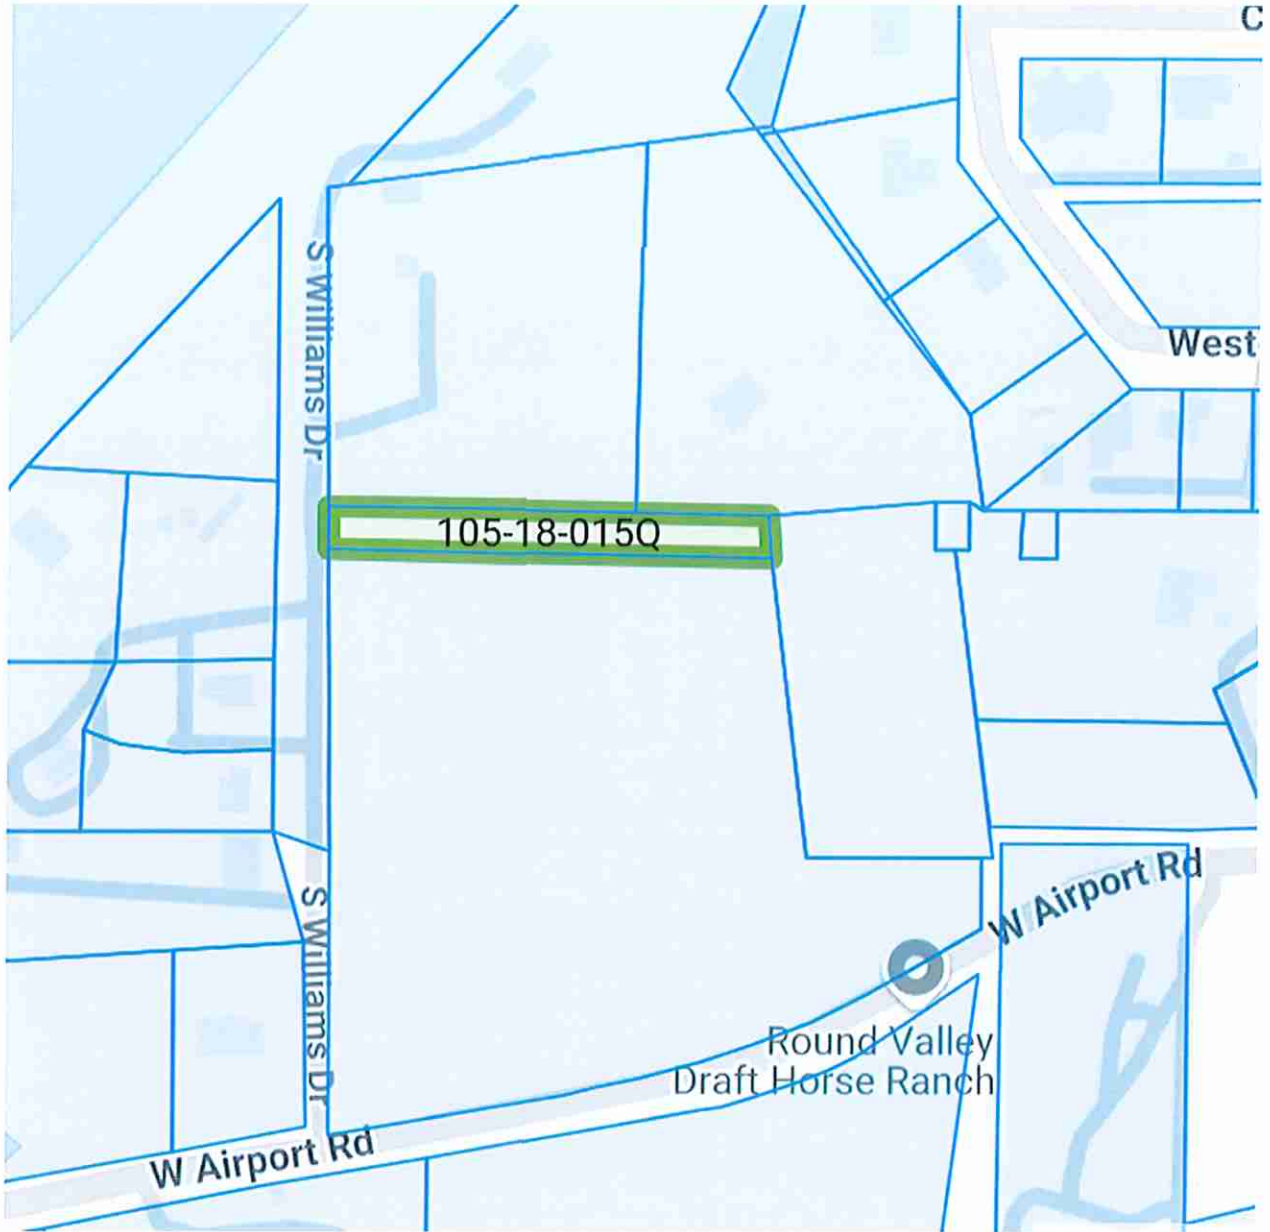 C
West
S Williams Dr
105-18-015Q
W Airport Rd
S Williams Dr
Round Valley
Draft Horse Ranch
W Airport Rd